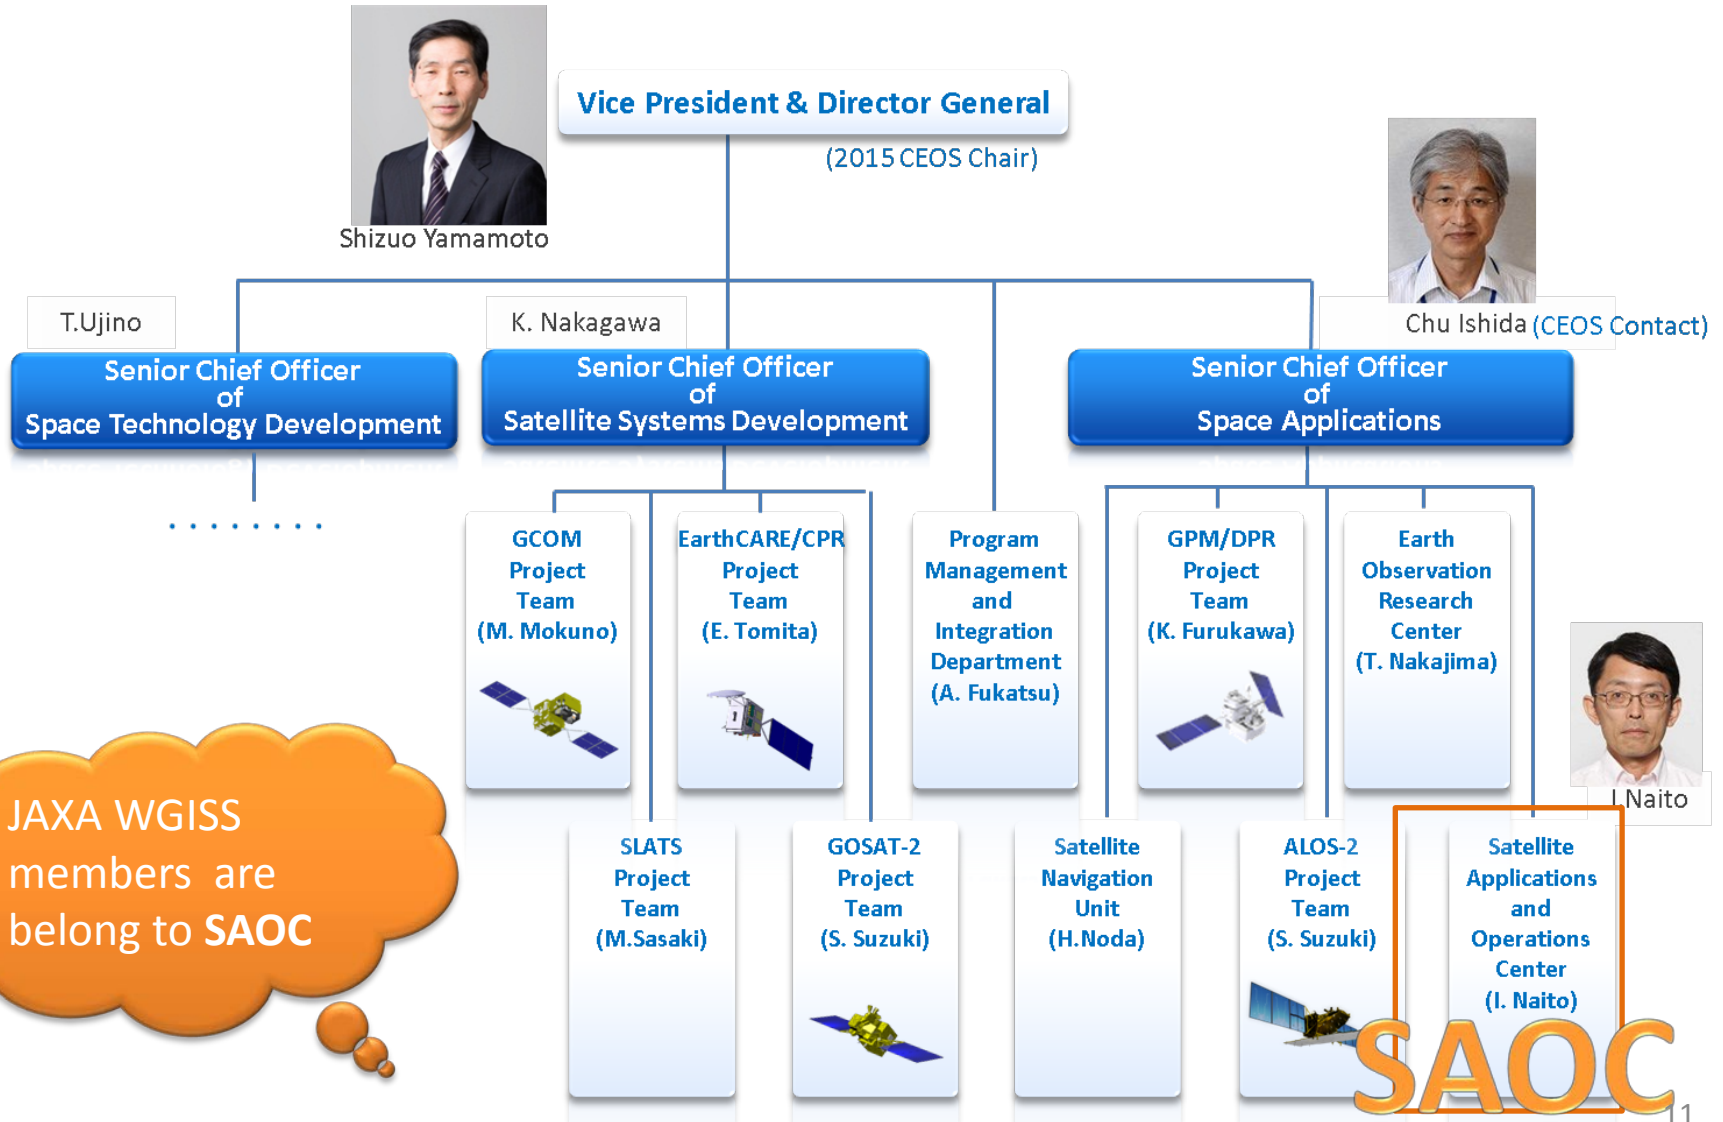 Vice President & Director General
(2015 CEOS Chair)
Shizuo Yamamoto
T.Ujino
K. Nakagawa
Chu Ishida (CEOS Contact)
Senior Chief Officer
of
Space Technology Development
Senior Chief Officer
of
Satellite Systems Development
Senior Chief Officer
of
Space Applications
. . . . . . . .
GCOM
Project
Team
(M. Mokuno)
EarthCARE/CPR
Project
Team
(E. Tomita)
Program
Management
and
Integration
Department
(A. Fukatsu)
GPM/DPR
Project
Team
(K. Furukawa)
Earth
Observation
Research
Center
(T. Nakajima)
I.Naito
JAXA WGISS
members are
belong to SAOC
SLATS
Project
Team
(M.Sasaki)
GOSAT-2
Project
Team
(S. Suzuki)
Satellite
Navigation
Unit
(H.Noda)
ALOS-2
Project
Team
(S. Suzuki)
Satellite
Applications
and
Operations
Center
(I. Naito)
SAOC
11